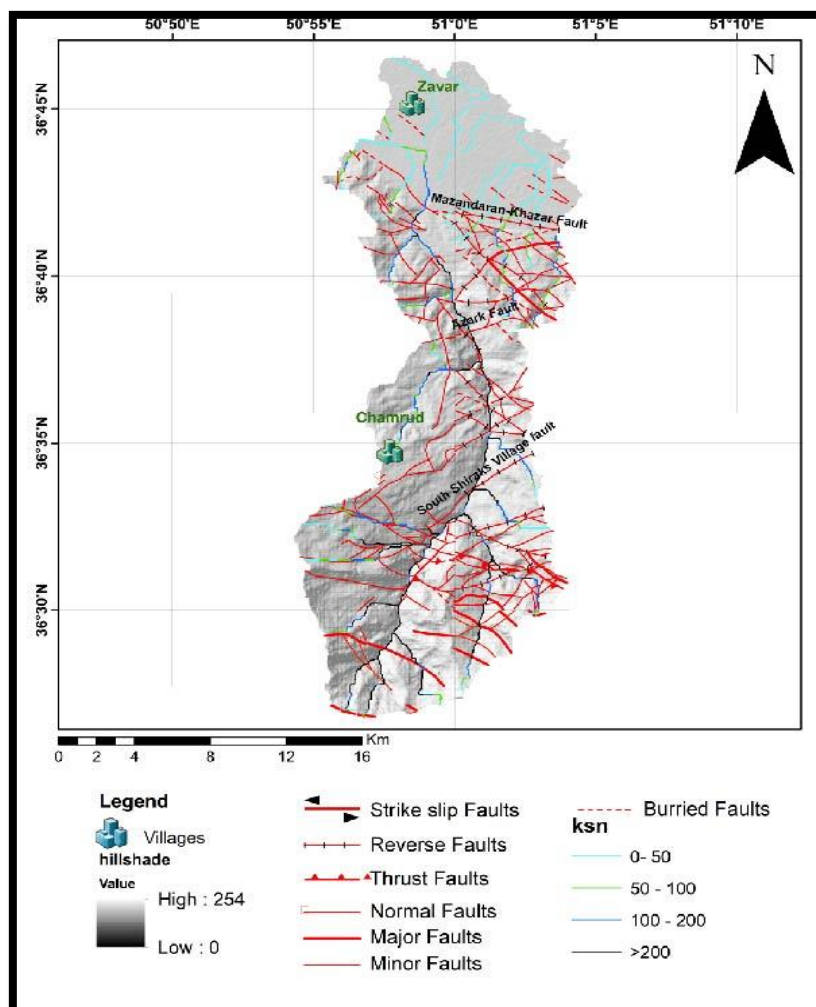 50°50'E 50°55'E 51°0'E 51°5'E 51°10'E
N
Zavar
36°45'N
Mazandaran-Khazar Fault
36°40'N
Azark Fault
Chamrud
36°35'N
South Shiraks Village fault
36°30'N
Km
0 2 4 8 12 16
Legend
Villages
hillshade
Value
High : 254
Low : 0
Strike slip Faults
Reverse Faults
Thrust Faults
Normal Faults
Major Faults
Minor Faults
Burried Faults
ksn
0- 50
50 - 100
100 - 200
>200